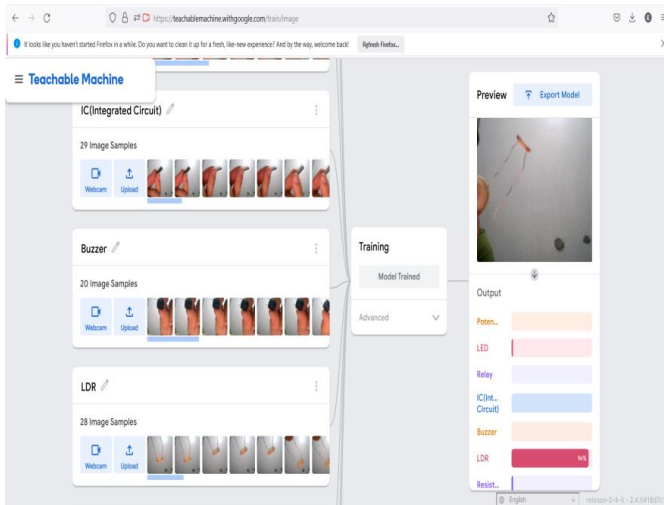 https://teachablemachine.withgoogle.com/train/image
It looks like you haven't started Firefox in a while. Do you want to clean it up for a fresh, like-new experience? And by the way, welcome back!
Refresh Firefox...
Teachable Machine
IC(Integrated Circuit)
29 Image Samples
Webcam
Upload
Buzzer
20 Image Samples
Webcam
Upload
LDR
28 Image Samples
Webcam
Upload
Training
Model Trained
Advanced
Preview
Export Model
Output
Poten...
LED
Relay
IC(Int...
Circuit)
Buzzer
LDR
96%
Resist...
English